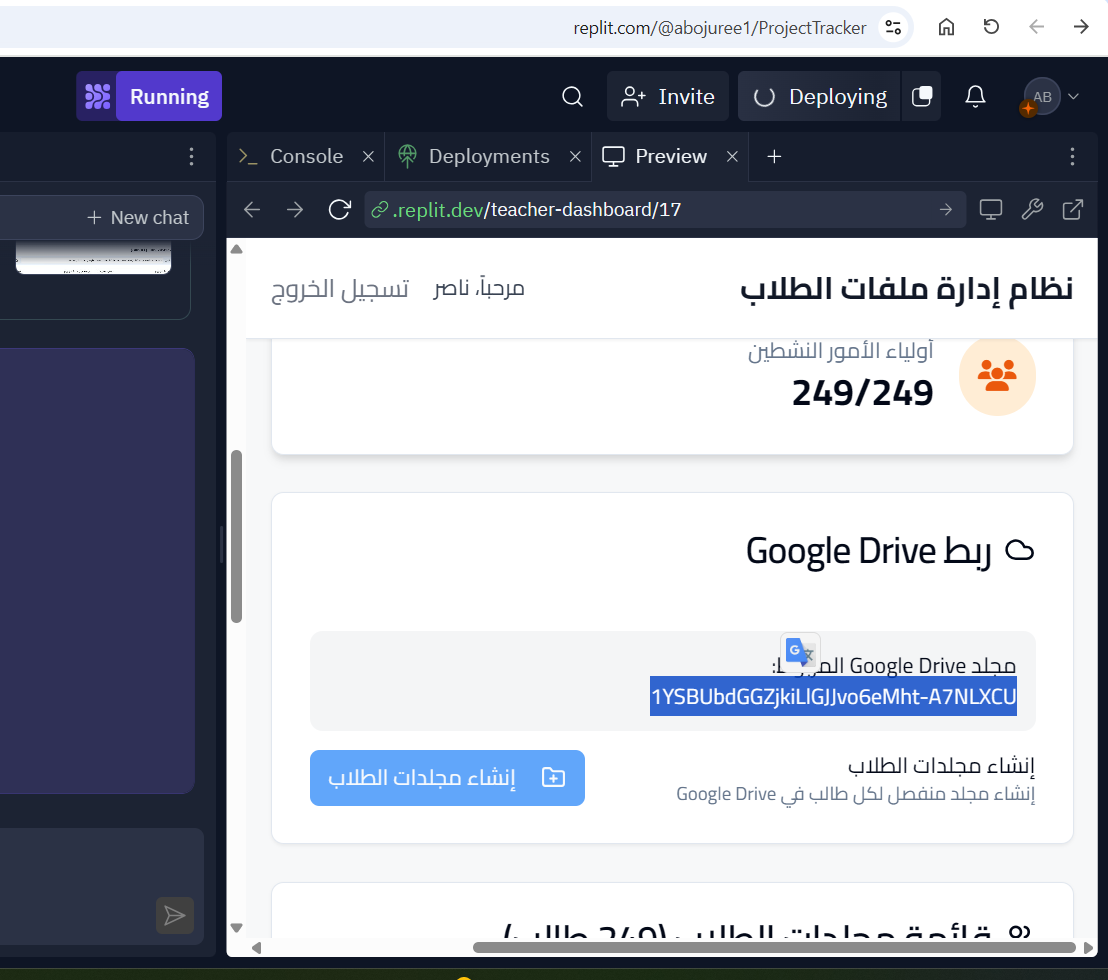 replit.com/@abojuree1/ProjectTracker
Running
Invite
Deploying
AB
Console
Deployments
Preview
New chat
.replit.dev/teacher-dashboard/17
نظام إدارة ملفات الطلاب
مرحباً، ناصر
تسجيل الخروج
أولياء الأمور النشطين
249/249
ربط Google Drive
مجلد Google Drive
1YSBUbdGGZjkiLIGJJvo6eMht-A7NLXCU
إنشاء مجلدات الطلاب
إنشاء مجلد منفصل لكل طالب في Google Drive
إنشاء مجلدات الطلاب
قائمة مجلدات الطلاب (249 طالب)